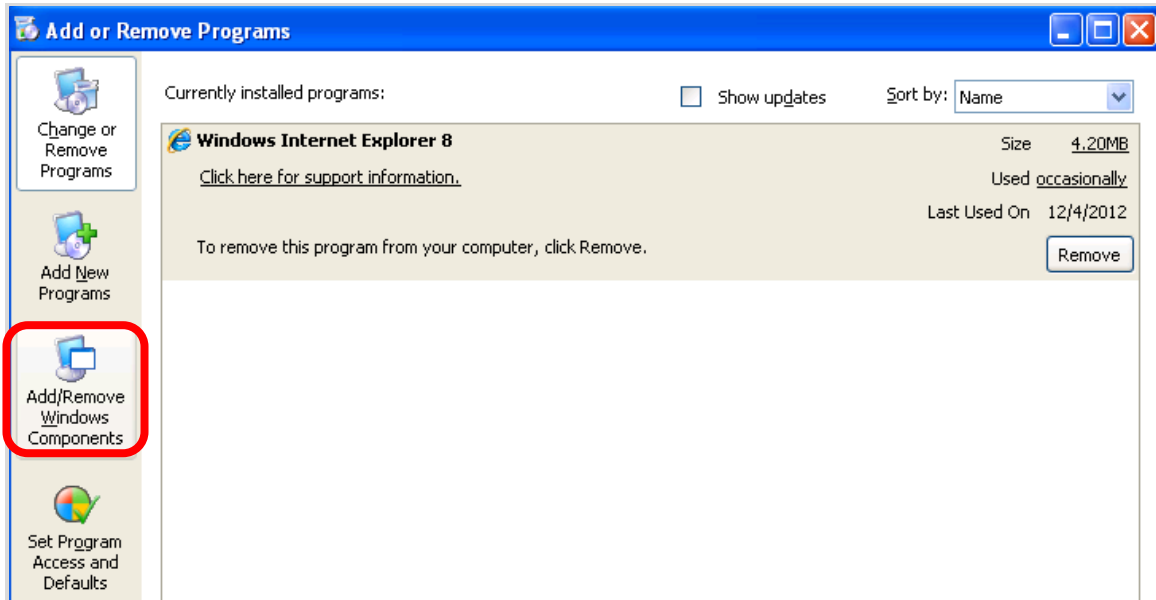 Add or Remove Programs
Change or
Remove
Programs
Add New
Programs
Add/Remove
Windows
Components
Set Program
Access and
Defaults
Currently installed programs:
Show updates
Sort by: Name
Windows Internet Explorer 8
Size 4.20MB
Click here for support information.
Used occasionally
Last Used On 12/4/2012
To remove this program from your computer, click Remove.
Remove